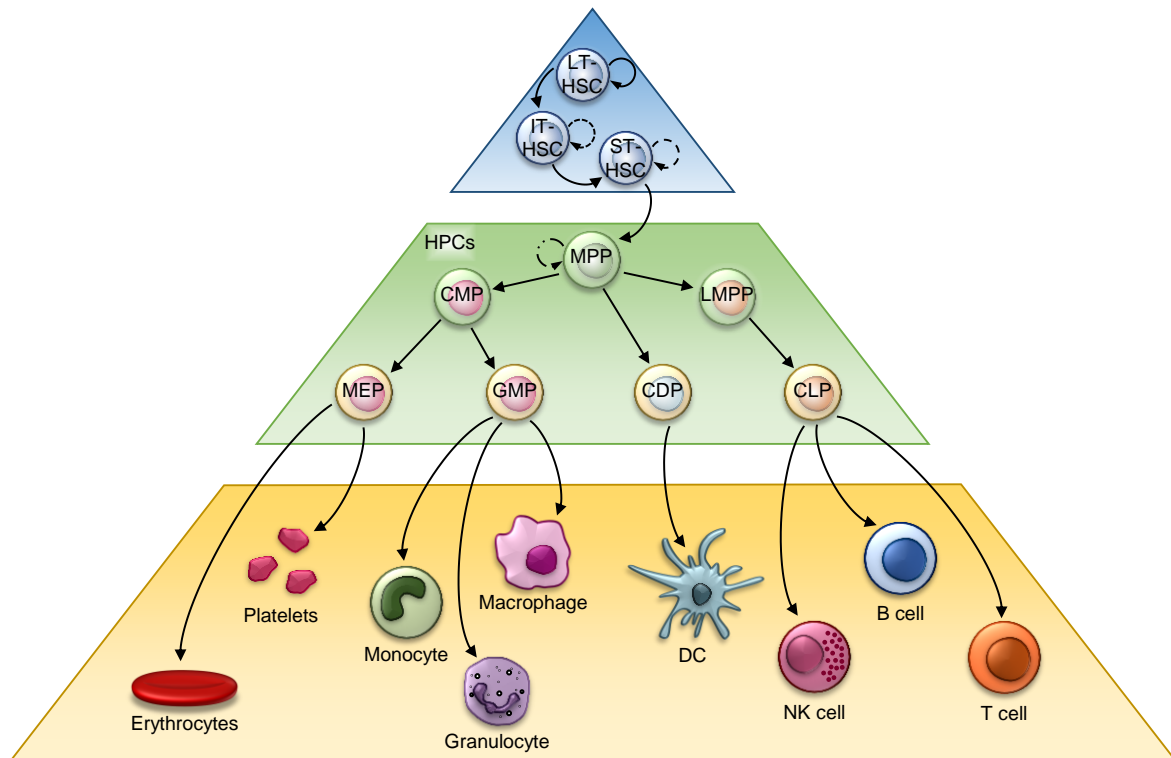 LT-
HSC
IT-
HSC
ST-
HSC
HPCs
MPP
CMP
LMPP
MEP
GMP
CDP
CLP
Platelets
Monocyte
Macrophage
DC
B cell
NK cell
T cell
Erythrocytes
Granulocyte